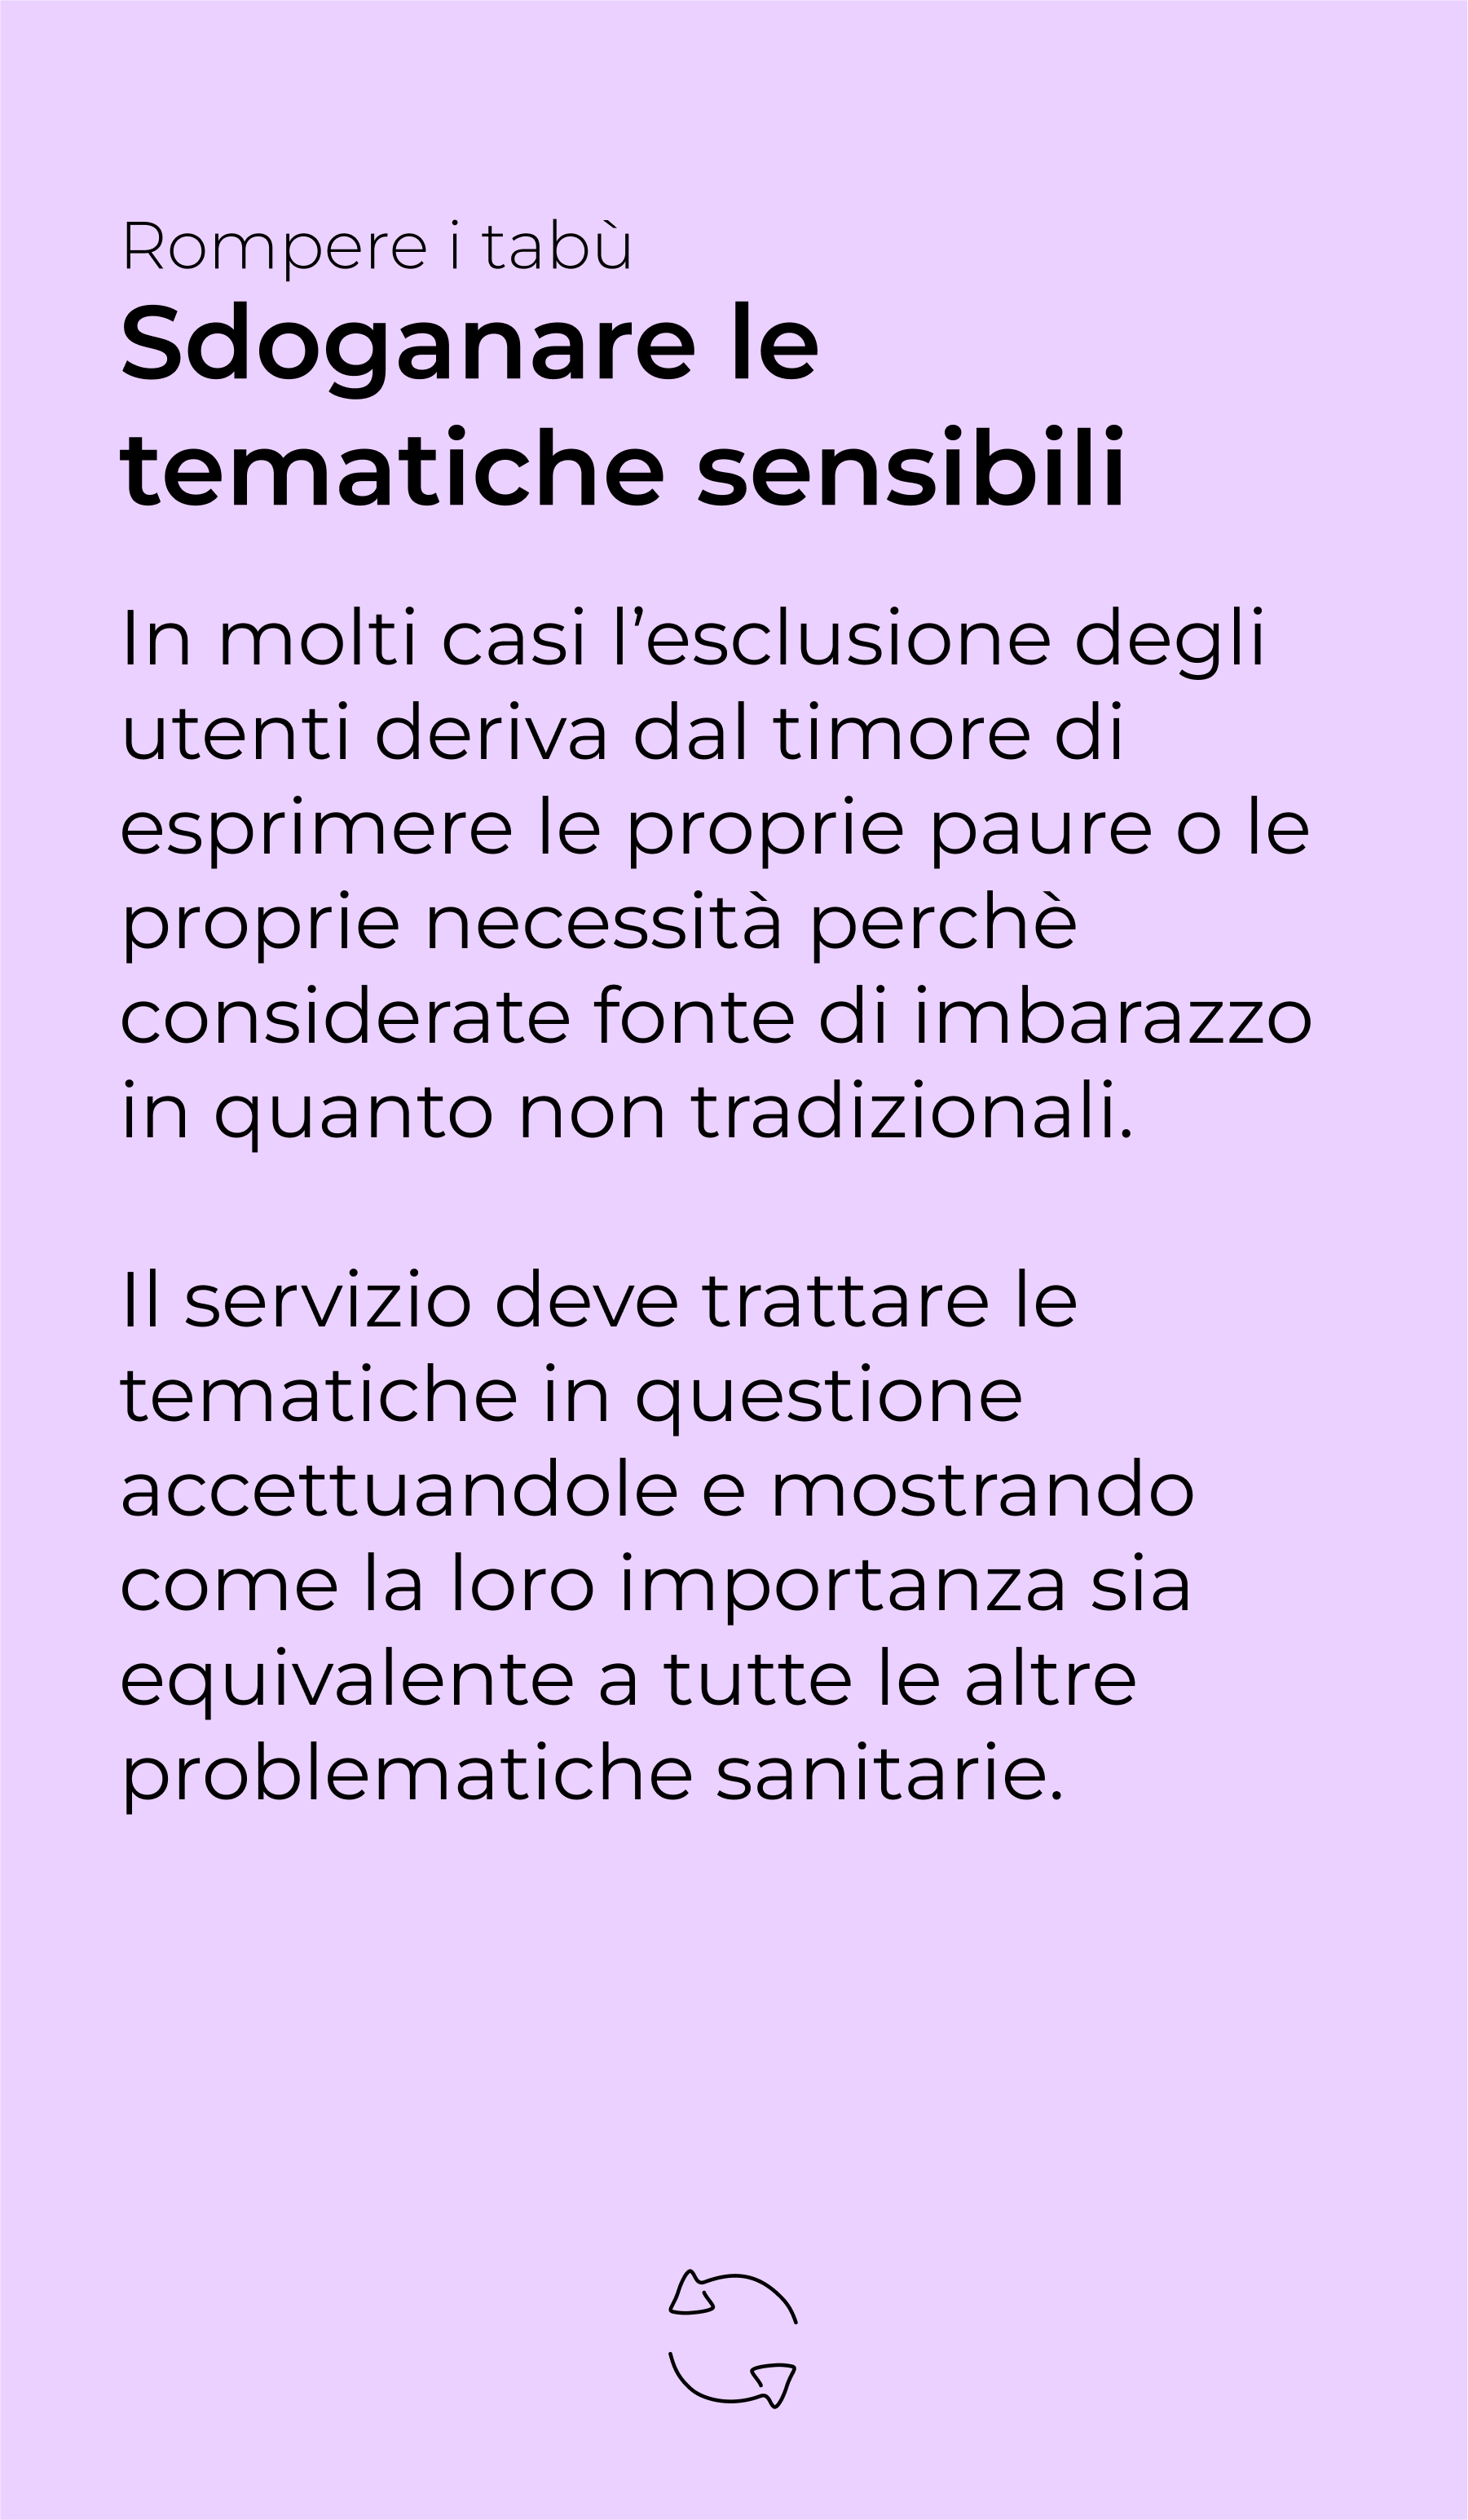 Rompere i tabù
Sdoganare le
tematiche sensibili
In molti casi l’esclusione degli
utenti deriva dal timore di
esprimere le proprie paure o le
proprie necessità perchè
considerate fonte di imbarazzo
in quanto non tradizionali.
Il servizio deve trattare le
tematiche in questione
accettuandole e mostrando
come la loro importanza sia
equivalente a tutte le altre
problematiche sanitarie.